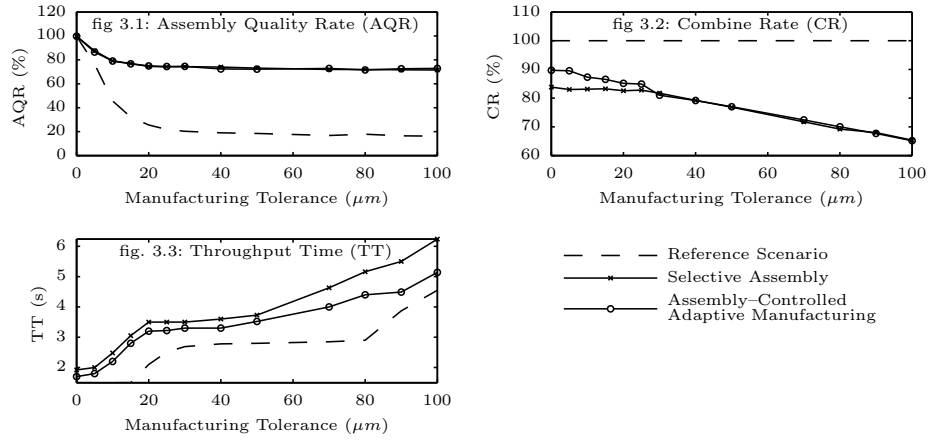 fig 3.1: Assembly Quality Rate (AQR)
120
100
80
60
40
20
0
AQR (%)
0 20 40 60 80 100
Manufacturing Tolerance (μm)
fig 3.2: Combine Rate (CR)
110
100
90
80
70
60
CR (%)
0 20 40 60 80 100
Manufacturing Tolerance (μm)
fig. 3.3: Throughput Time (TT)
6
5
4
3
2
TT (s)
0 20 40 60 80 100
Manufacturing Tolerance (μm)
Reference Scenario
Selective Assembly
Assembly–Controlled
Adaptive Manufacturing